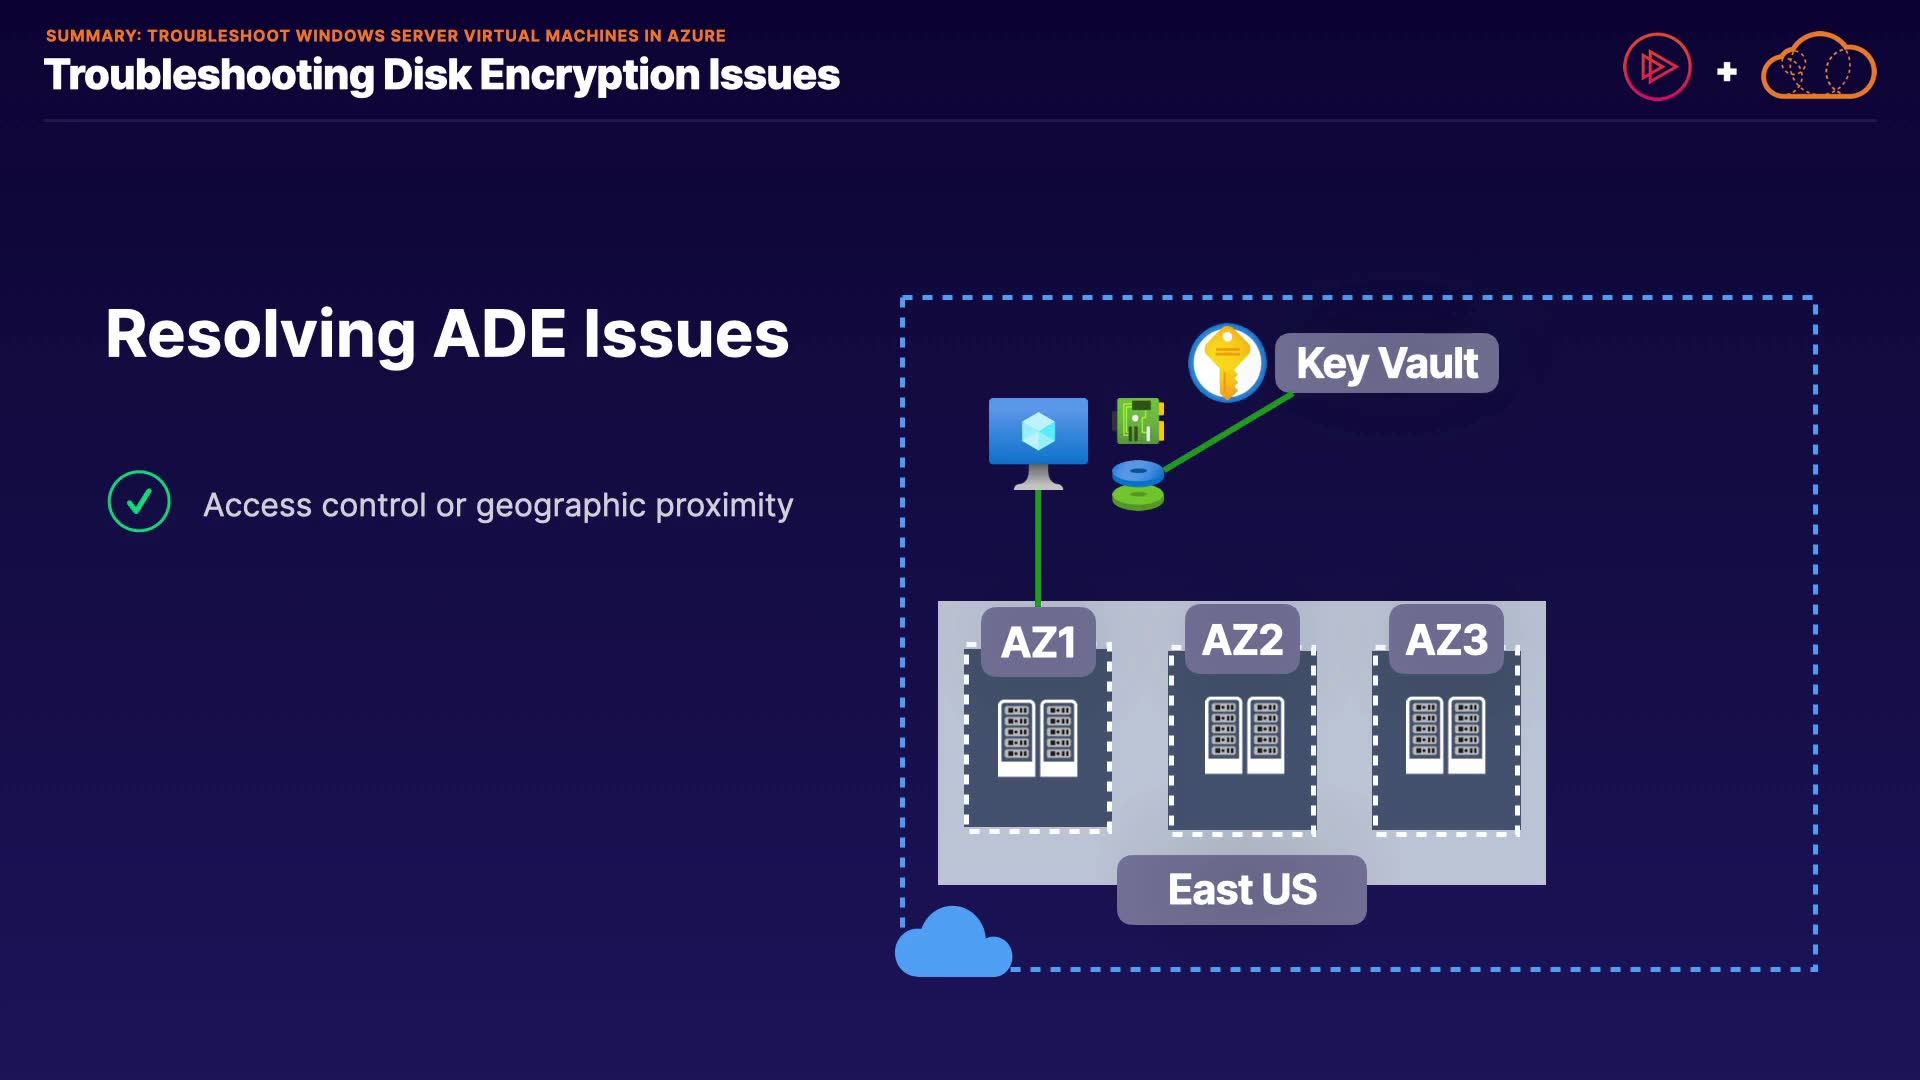 SUMMARY: TROUBLESHOOT WINDOWS SERVER VIRTUAL MACHINES IN AZURE
Troubleshooting Disk Encryption Issues
Resolving ADE Issues
Access control or geographic proximity
Key Vault
AZ1
AZ2
AZ3
East US